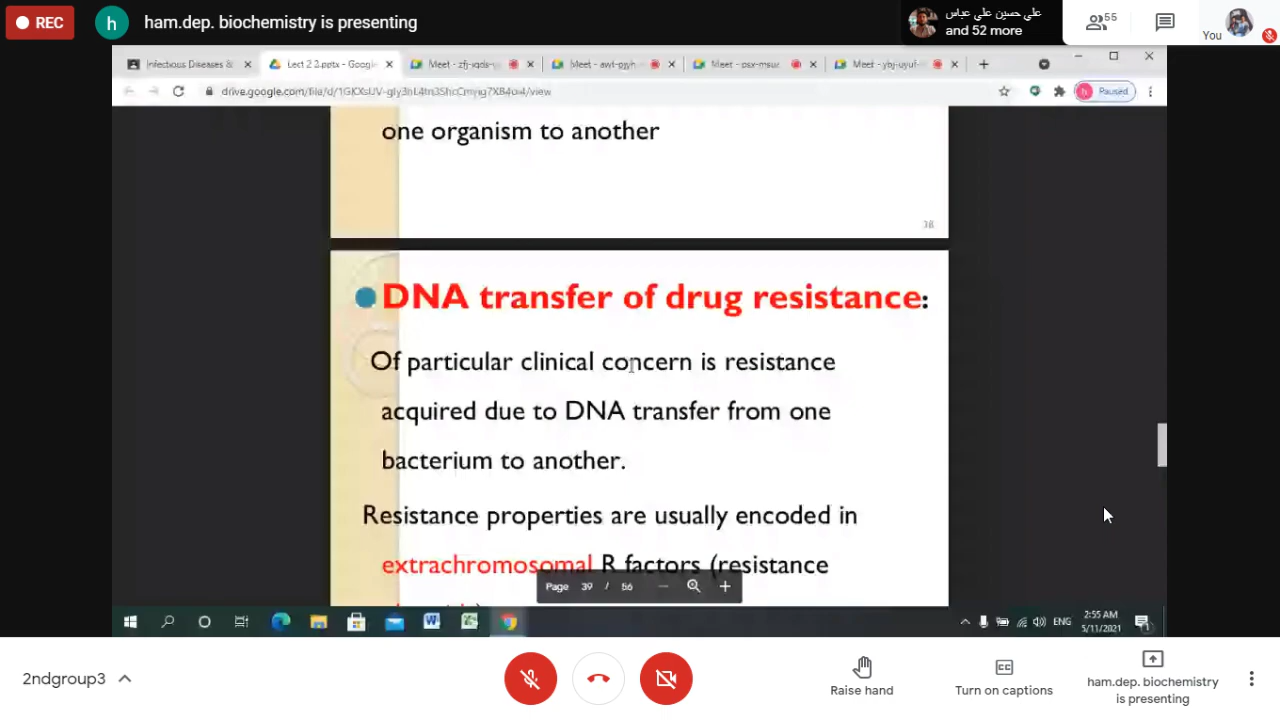 REC
h
ham.dep. biochemistry is presenting
علي حسين علي عباس
and 52 more
55
You
Infectious Diseases &
Lect 2 2.pptx - Google
drive.google.com/file/d/
Paused
one organism to another
38
DNA transfer of drug resistance:
Of particular clinical concern is resistance
acquired due to DNA transfer from one
bacterium to another.
Resistance properties are usually encoded in
extrachromosomal R factors (resistance
Page 39 / 56
ENG
2:55 AM
5/11/2021
2ndgroup3
Raise hand
Turn on captions
ham.dep. biochemistry
is presenting